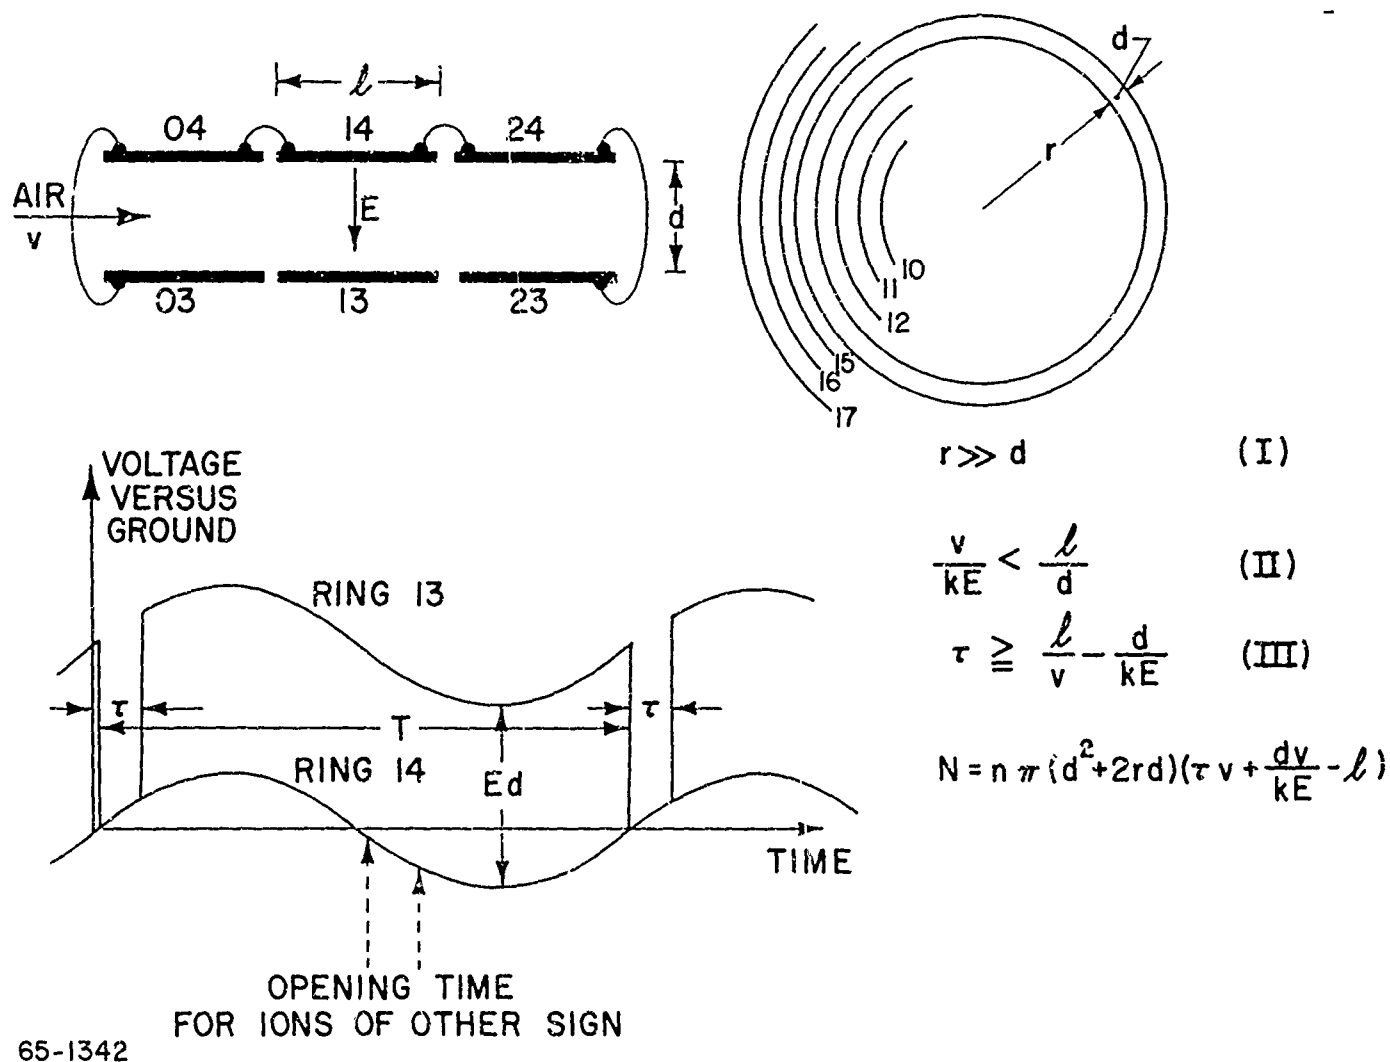 ℓ
04 14 24
AIR
v
E
d
03 13 23
d
r
10
11
12
15
16
17
VOLTAGE
VERSUS
GROUND
RING 13
τ
T
τ
RING 14
Ed
TIME
OPENING TIME
FOR IONS OF OTHER SIGN
r ≫ d (I)
v/kE < ℓ/d (II)
τ ≧ ℓ/v - d/kE (III)
N = n π (d²+2rd)(τ v + dv/kE - ℓ)
65-1342